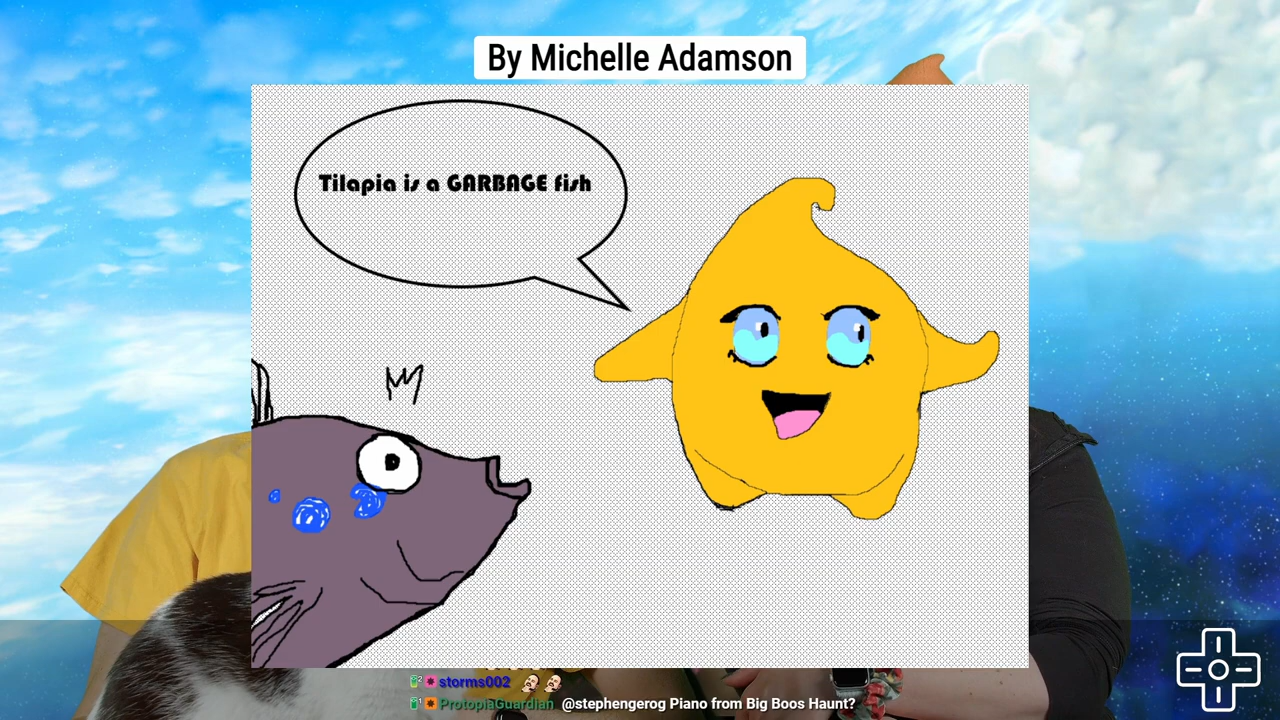 By Michelle Adamson
Tilapia is a GARBAGE fish
storms002
ProtopiaGuardian @stephengerog Piano from Big Boos Haunt?